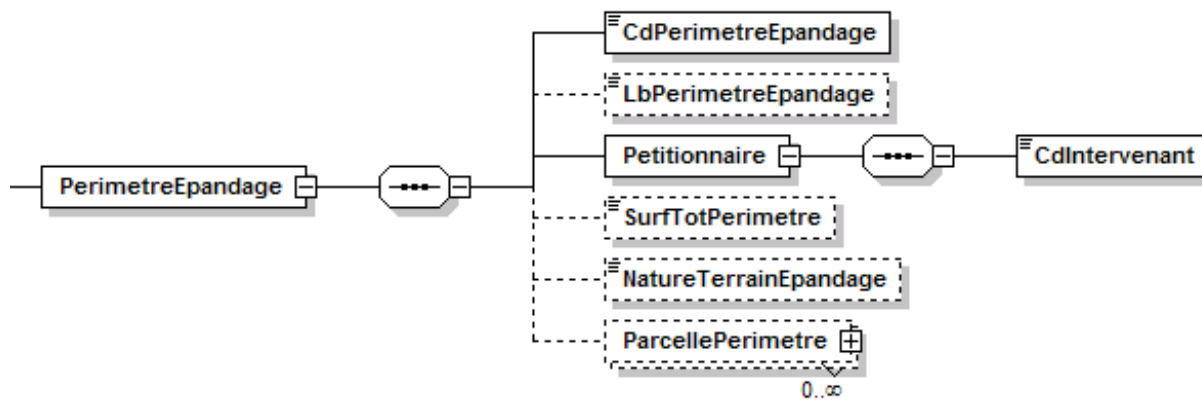 CdPerimetreEpandage
LbPerimetreEpandage
PerimetreEpandage
Petitionnaire
CdIntervenant
SurfTotPerimetre
NatureTerrainEpandage
ParcellePerimetre
0..∞